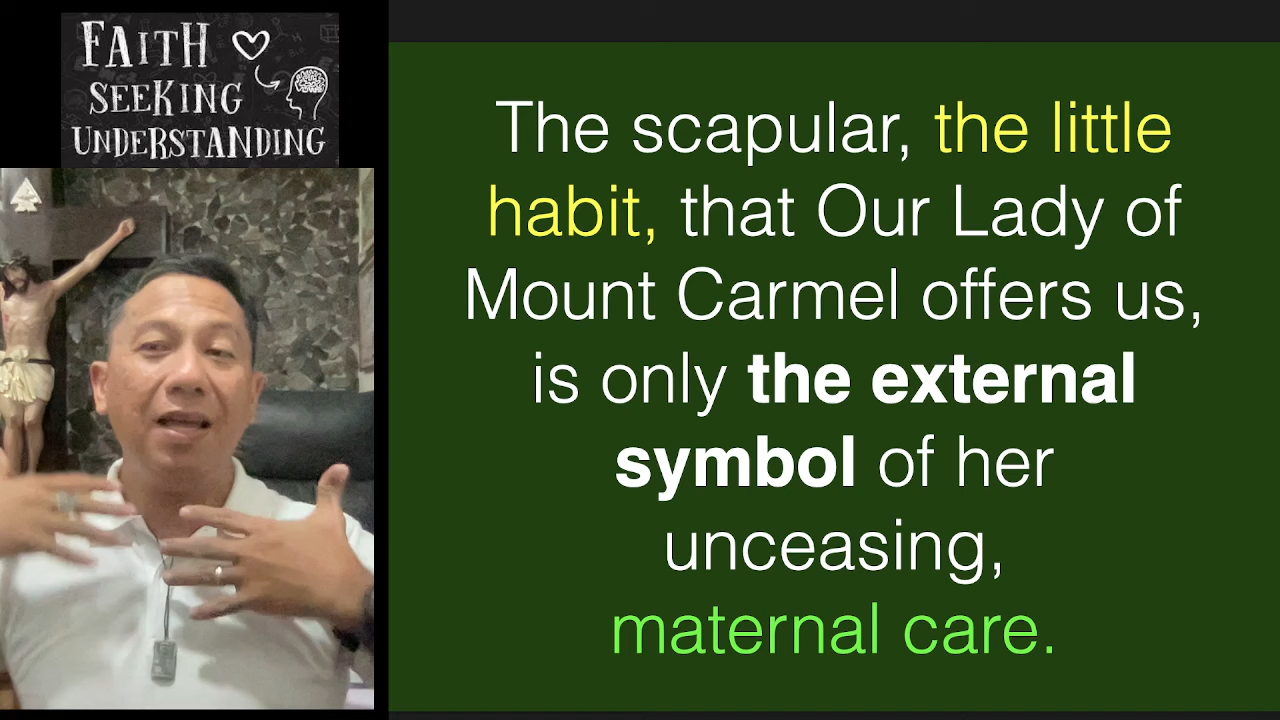 FAITH
SEEKING
UNDERSTANDING
The scapular, the little
habit, that Our Lady of
Mount Carmel offers us,
is only the external
symbol of her
unceasing,
maternal care.